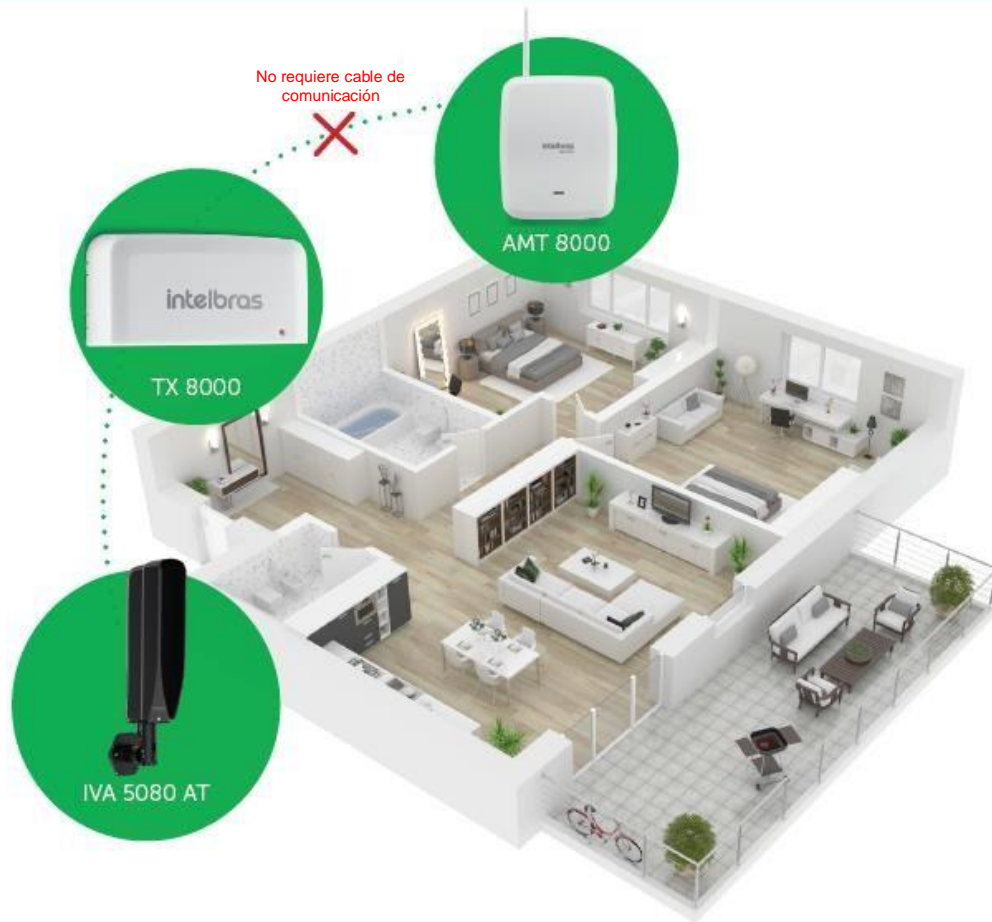 No requiere cable de
comunicación
intelbras
AMT 8000
intelbras
TX 8000
IVA 5080 AT